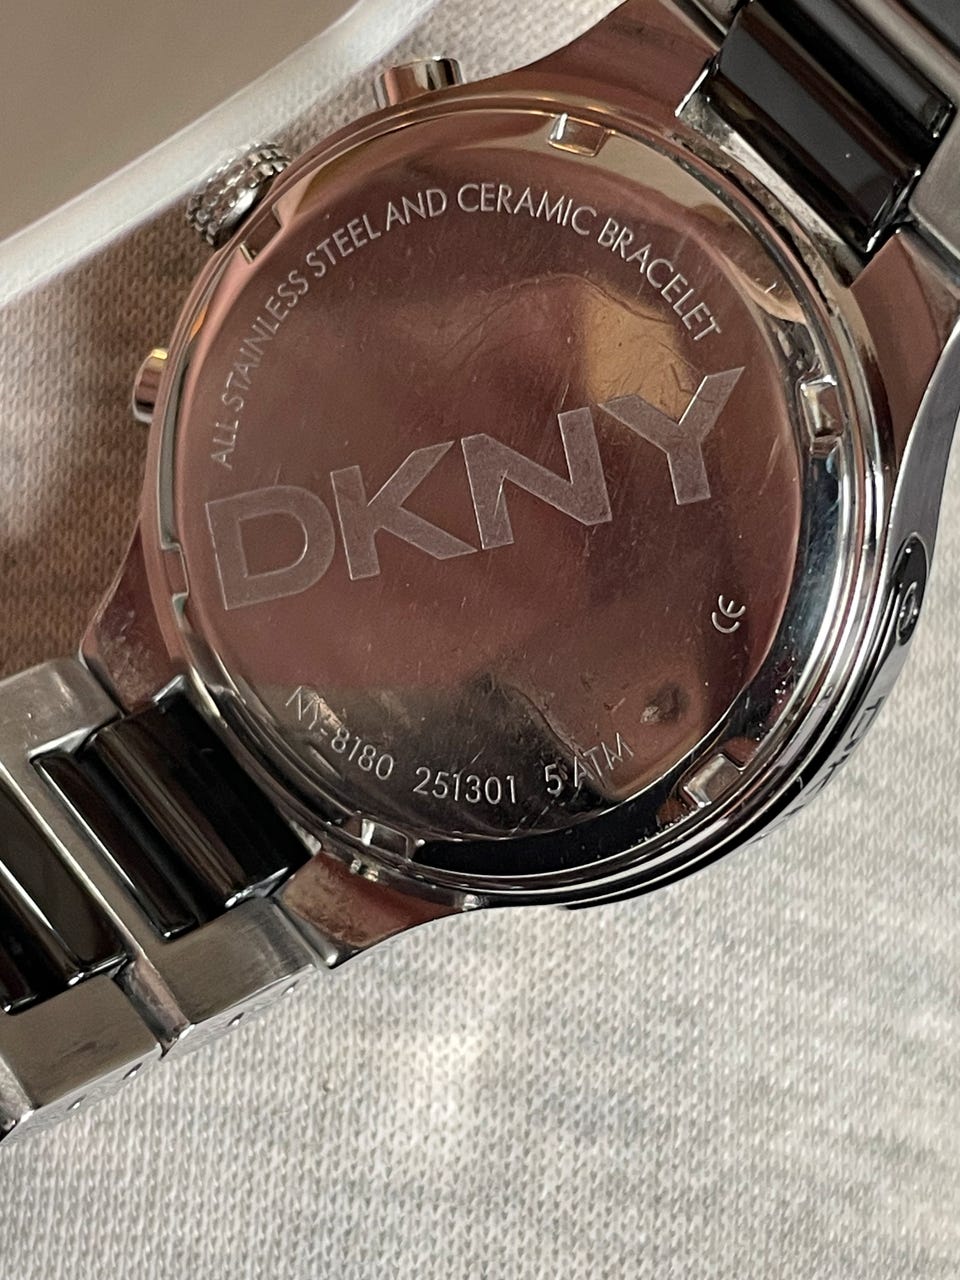 ALL STAINLESS STEEL AND CERAMIC BRACELET
DKNY
CE
NY-8180 251301 5 ATM